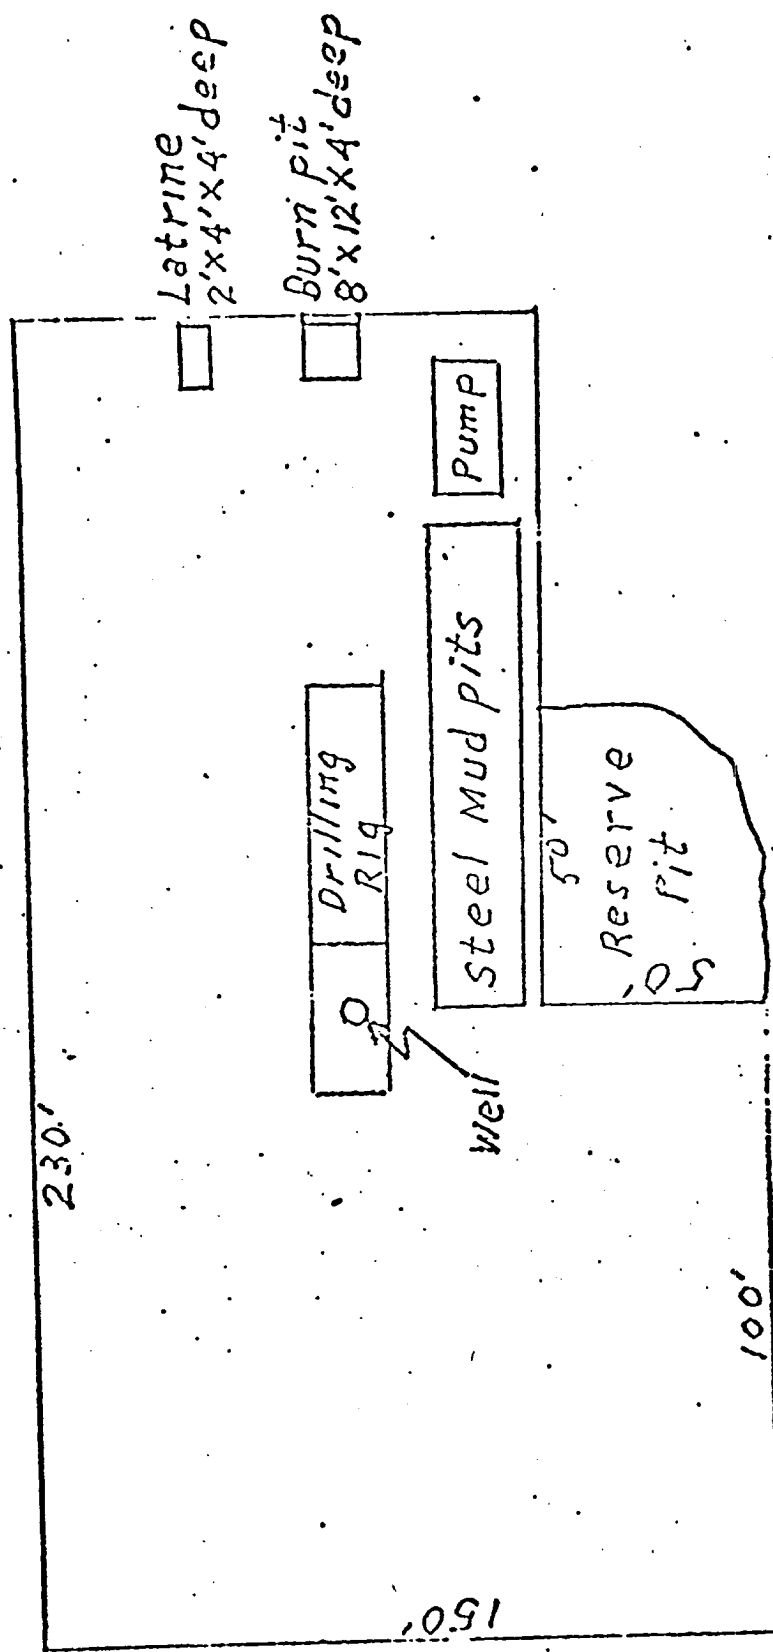 230'
Latrine
2'x4'x4' deep
Burn pit
8'x12'x4' deep
Drilling
Rig
O
Well
Pump
Steel Mud pits
50'
Reserve
Pit
50'
150'
100'